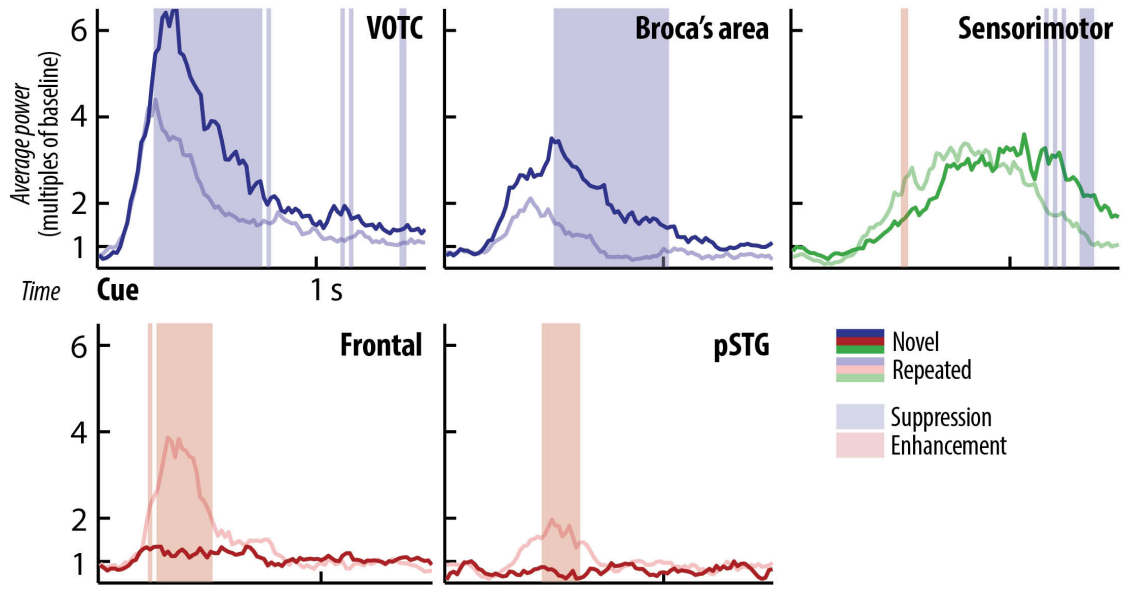 VOTC
Broca's area
Sensorimotor
Average power
(multiples of baseline)
6
4
2
1
Time
Cue
1 s
Frontal
pSTG
6
4
2
1
Novel
Repeated
Suppression
Enhancement